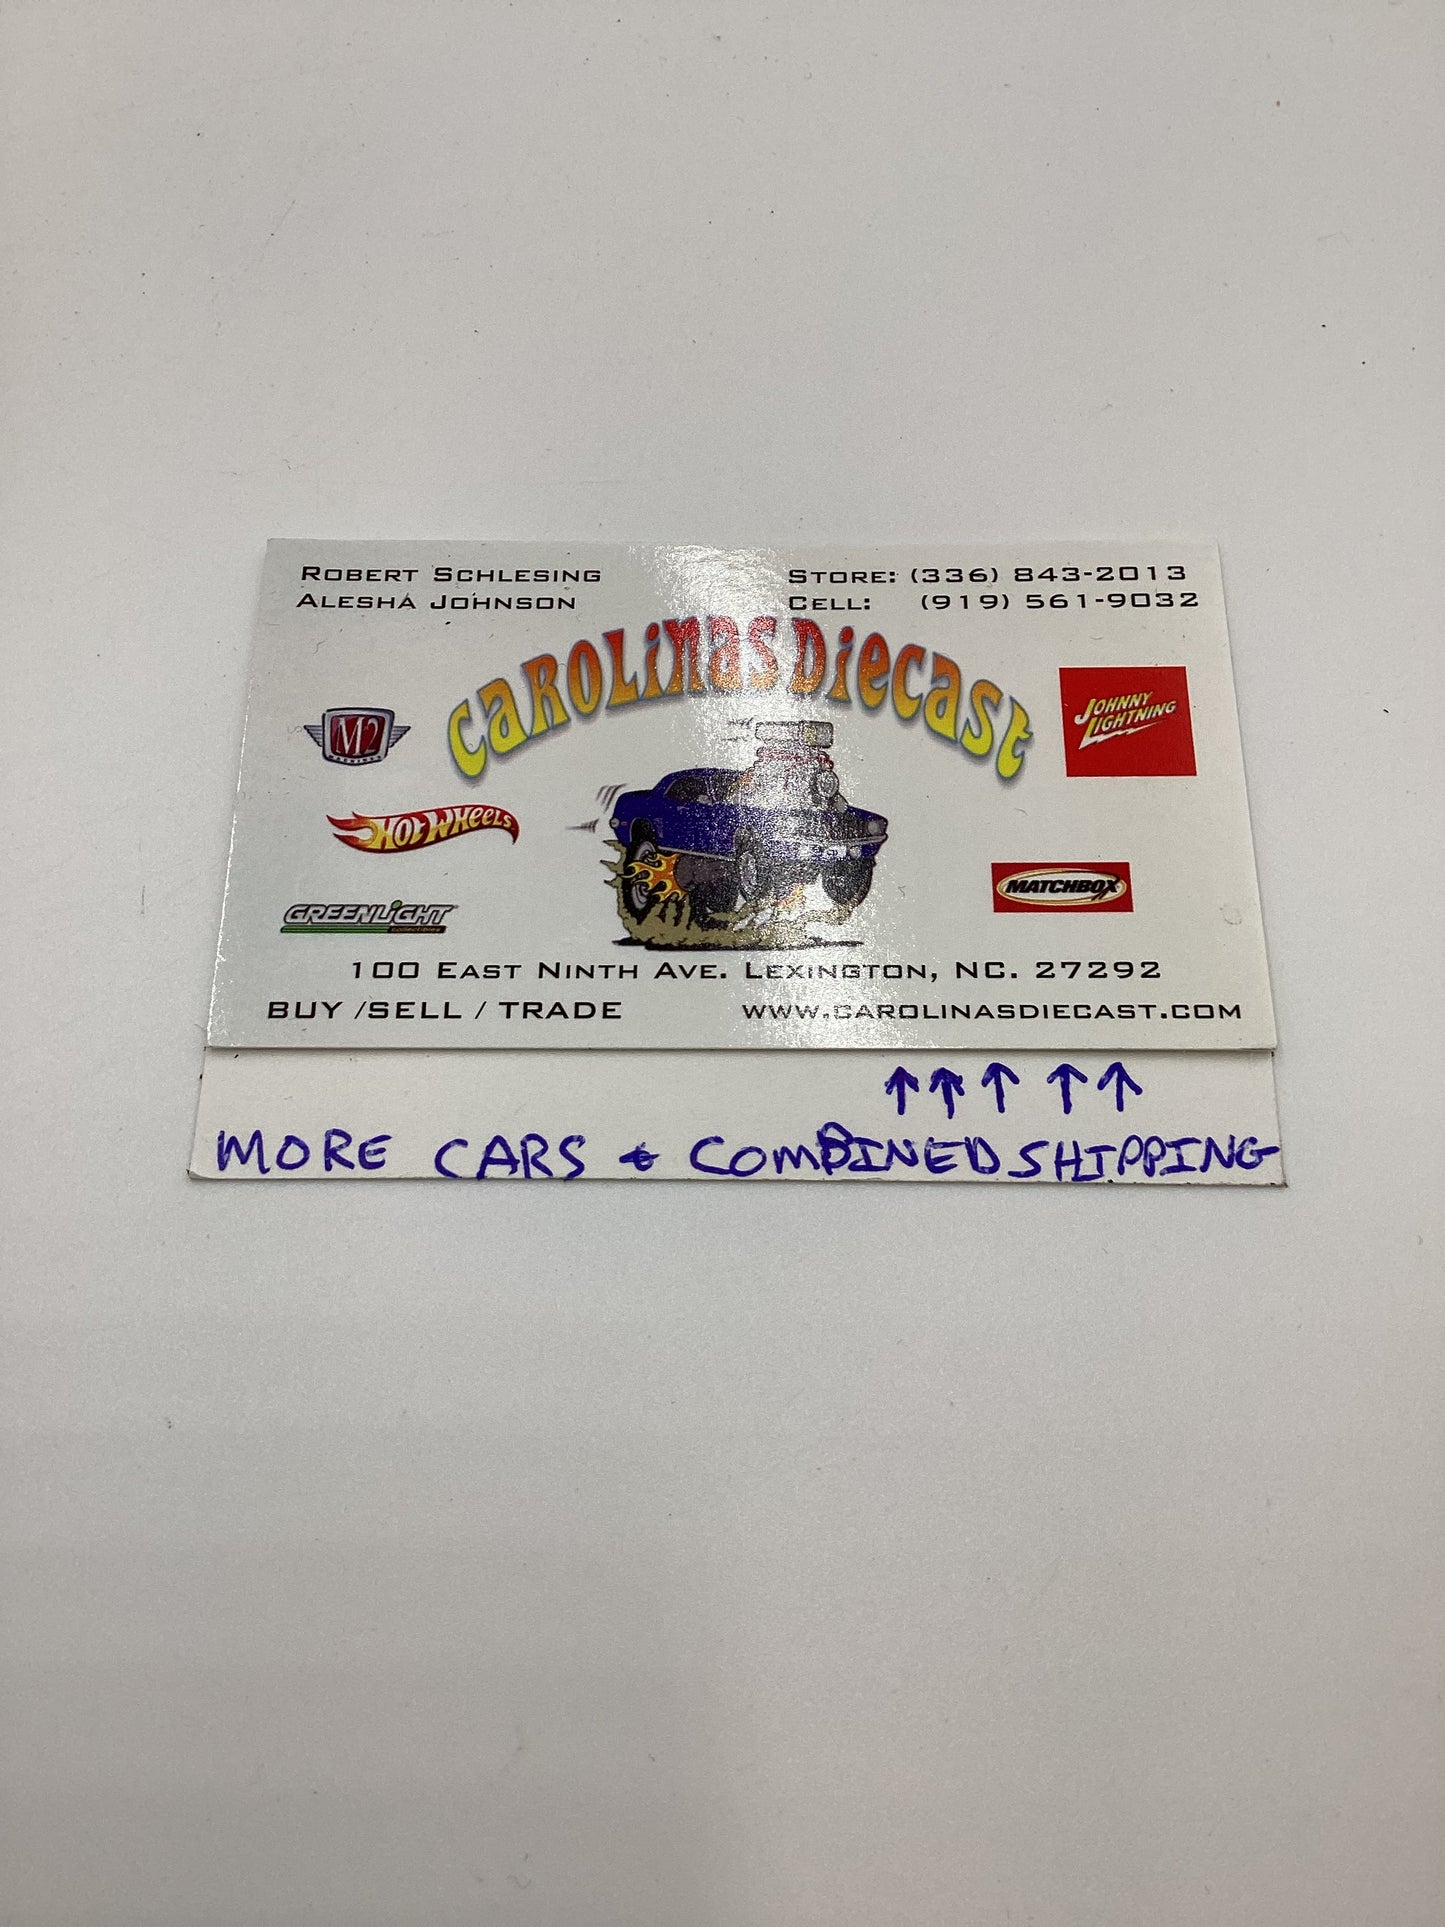 ROBERT SCHLESING
ALESHA JOHNSON
STORE: (336) 843-2013
CELL: (919) 561-9032
CAROLINAS DIECAST
M2
MACHINES
JOHNNY
LIGHTNING
HOT WHEELS
MATCHBOX
GREENLIGHT
collectibles
100 EAST NINTH AVE. LEXINGTON, NC. 27292
BUY /SELL / TRADE
WWW.CAROLINASDIECAST.COM
↑ ↑ ↑ ↑ ↑
MORE CARS & COMBINED SHIPPING